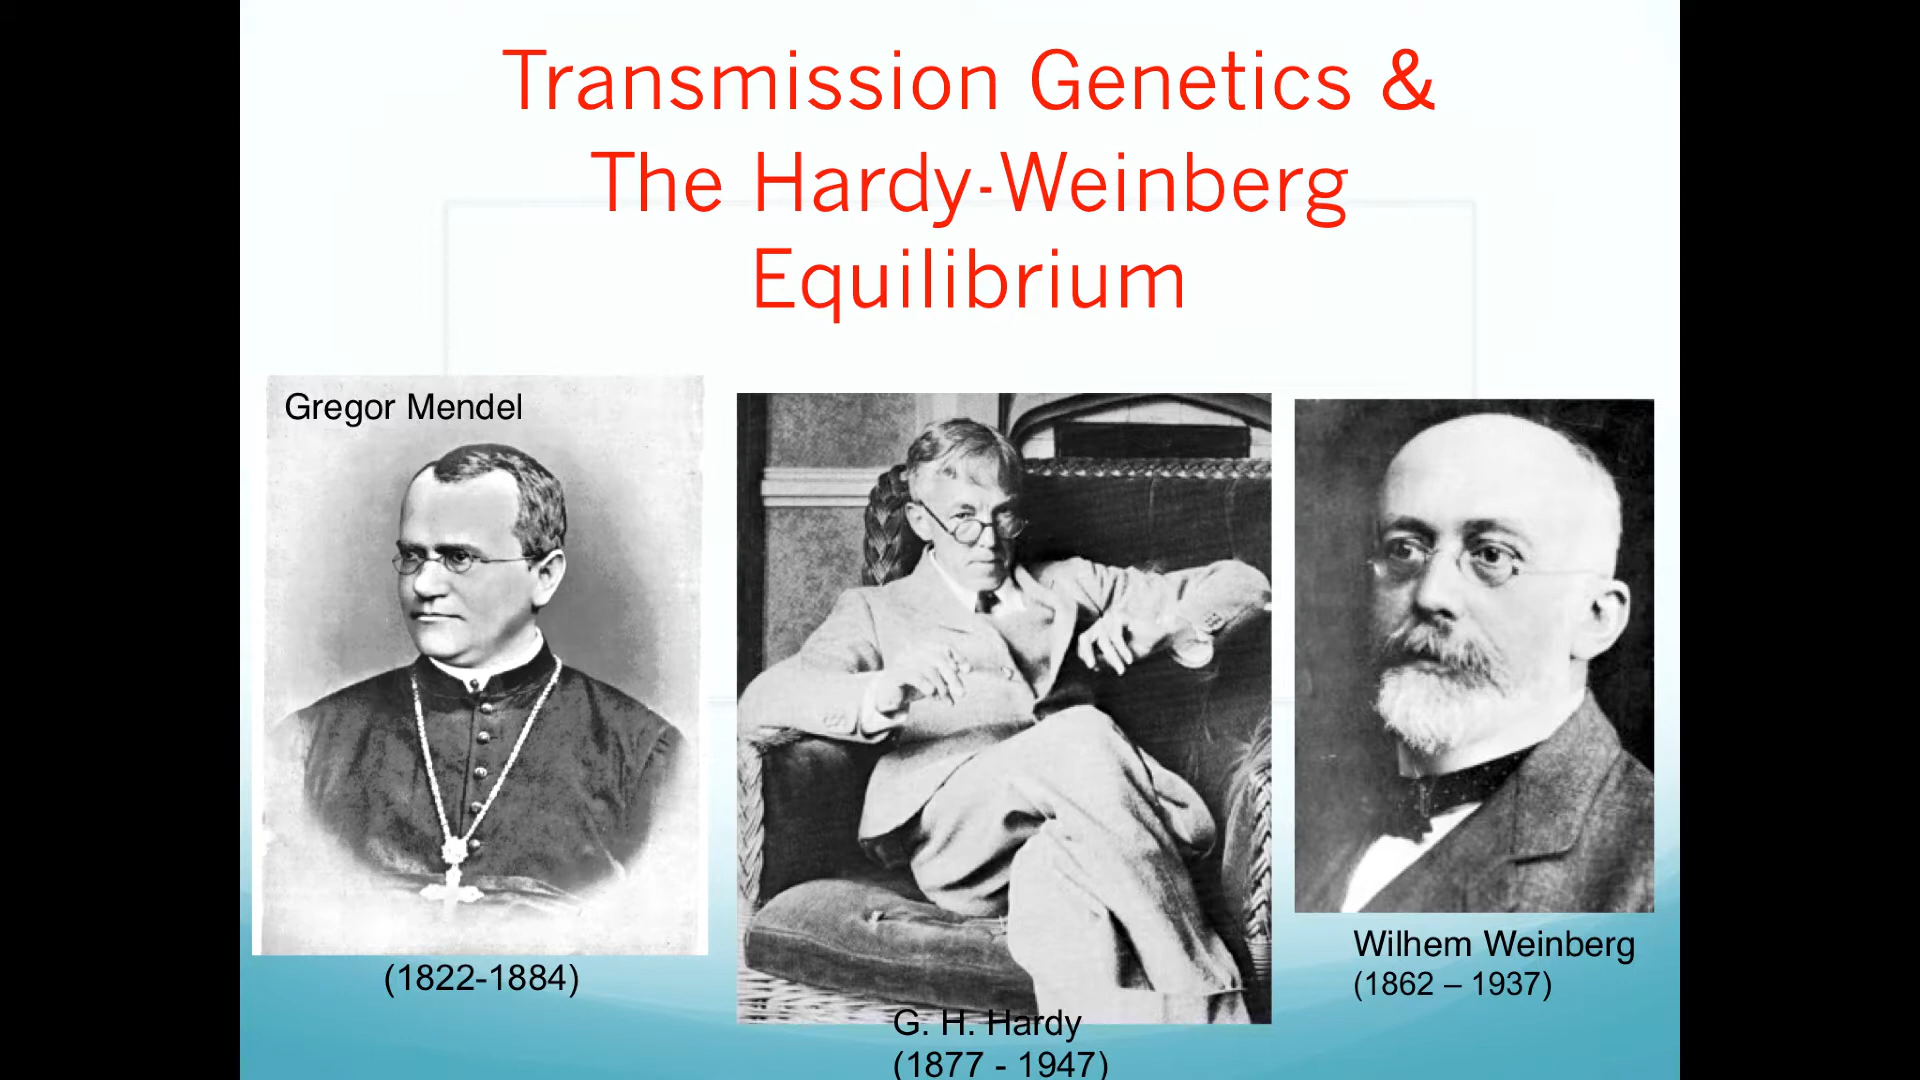 Transmission Genetics &
The Hardy-Weinberg
Equilibrium
Gregor Mendel
(1822-1884)
G. H. Hardy
(1877 - 1947)
Wilhem Weinberg
(1862 – 1937)